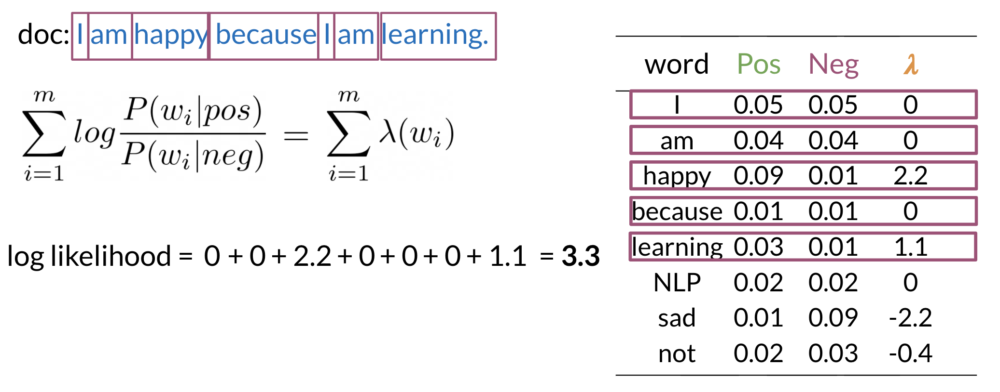 doc: I am happy because I am learning.
\sum_{i=1}^{m} log \frac{P(w_i|pos)}{P(w_i|neg)} = \sum_{i=1}^{m} λ(w_i)
log likelihood = 0 + 0 + 2.2 + 0 + 0 + 0 + 1.1 = 3.3
word Pos Neg λ
I 0.05 0.05 0
am 0.04 0.04 0
happy 0.09 0.01 2.2
because 0.01 0.01 0
learning 0.03 0.01 1.1
NLP 0.02 0.02 0
sad 0.01 0.09 -2.2
not 0.02 0.03 -0.4